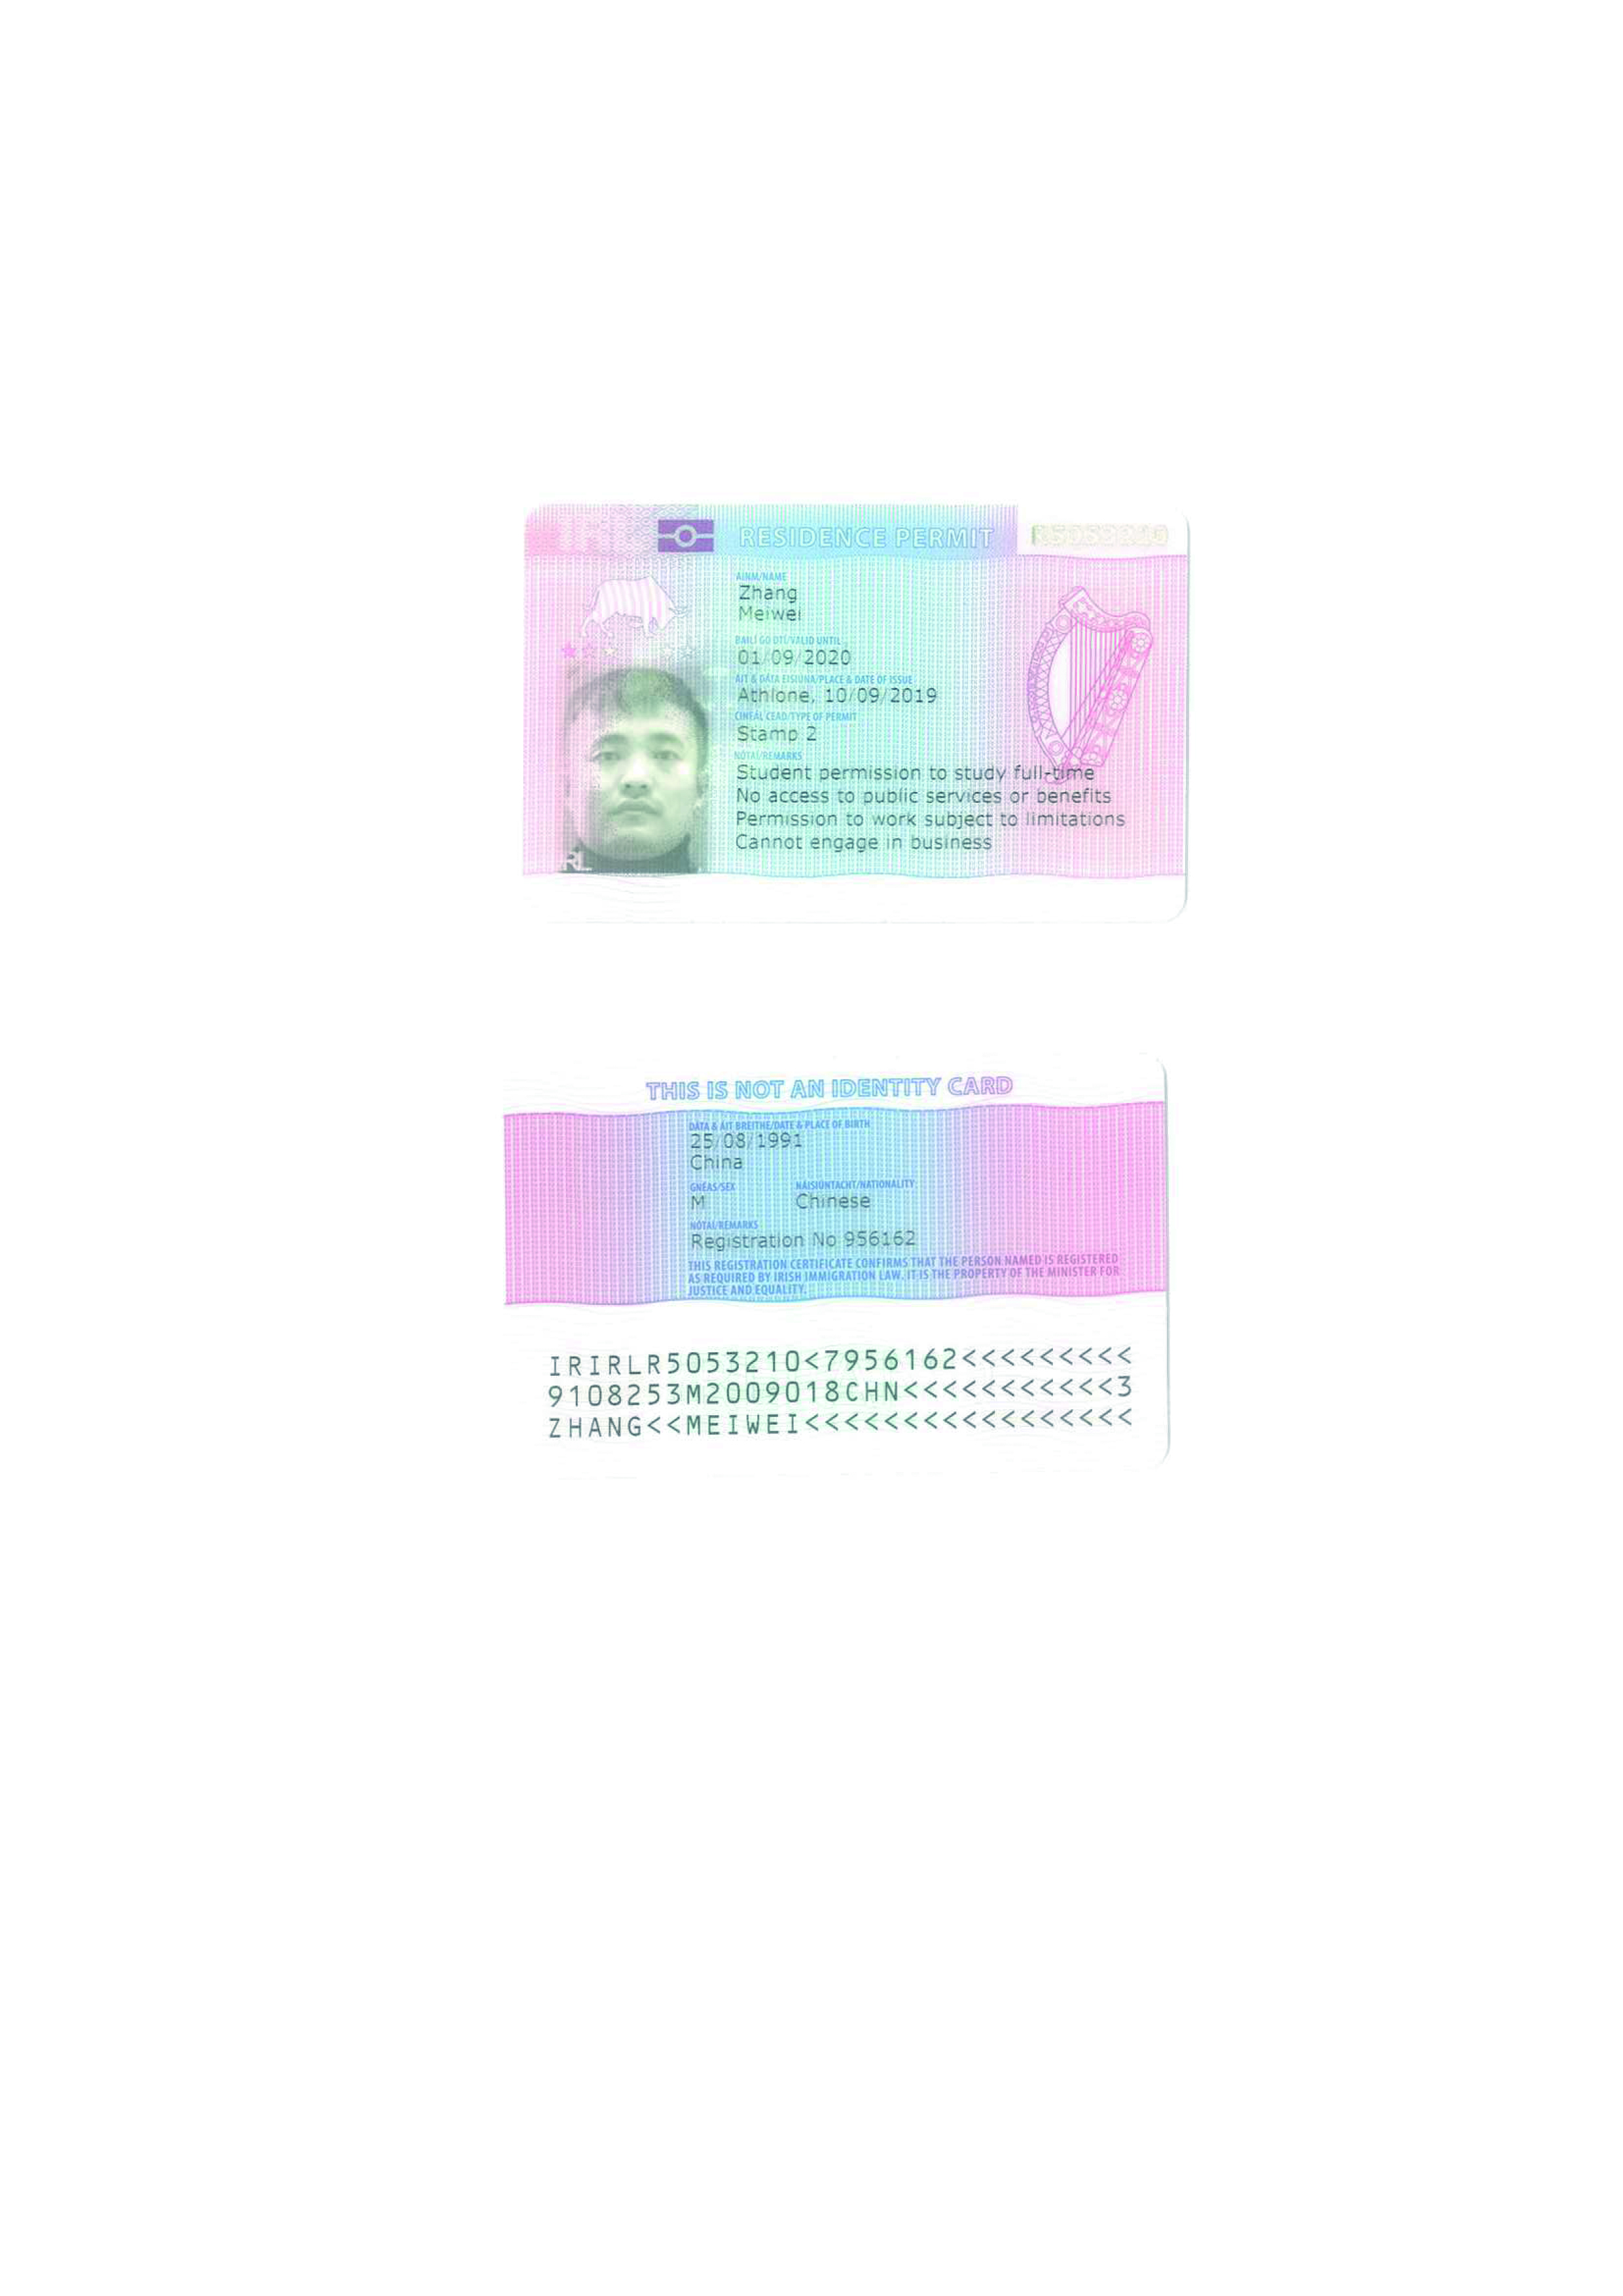 IRL
RESIDENCE PERMIT
R5053210
AINM/NAME
Zhang
Meiwei
BAILÍ GO DTÍ/VALID UNTIL
01/09/2020
ÁIT & DÁTA EISIÚNA/PLACE & DATE OF ISSUE
Athlone, 10/09/2019
CINEÁL CEAD/TYPE OF PERMIT
Stamp 2
NÓTAÍ/REMARKS
Student permission to study full-time
No access to public services or benefits
Permission to work subject to limitations
Cannot engage in business
RL
THIS IS NOT AN IDENTITY CARD
DÁTA & ÁIT BREITHE/DATE & PLACE OF BIRTH
25/08/1991
China
GNÉAS/SEX NÁISIÚNTACHT/NATIONALITY
M Chinese
NÓTAÍ/REMARKS
Registration No 956162
THIS REGISTRATION CERTIFICATE CONFIRMS THAT THE PERSON NAMED IS REGISTERED
AS REQUIRED BY IRISH IMMIGRATION LAW. IT IS THE PROPERTY OF THE MINISTER FOR
JUSTICE AND EQUALITY.
IRIRLR5053210<7956162<<<<<<<<<
9108253M2009018CHN<<<<<<<<<<<3
ZHANG<<MEIWEI<<<<<<<<<<<<<<<<<